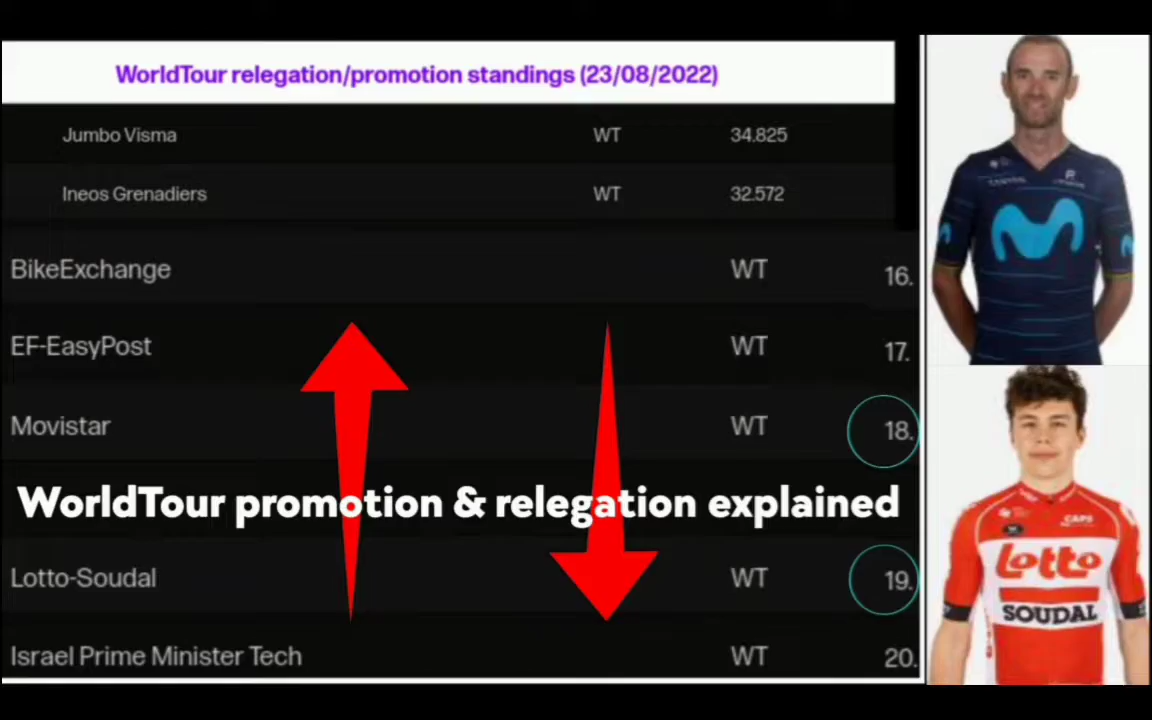 WorldTour relegation/promotion standings (23/08/2022)
Jumbo Visma WT 34.825
Ineos Grenadiers WT 32.572
BikeExchange WT 16.
EF-EasyPost WT 17.
Movistar WT 18.
WorldTour promotion & relegation explained
Lotto-Soudal WT 19.
Israel Prime Minister Tech WT 20.
CANYON
CAPS
Lotto
SOUDAL